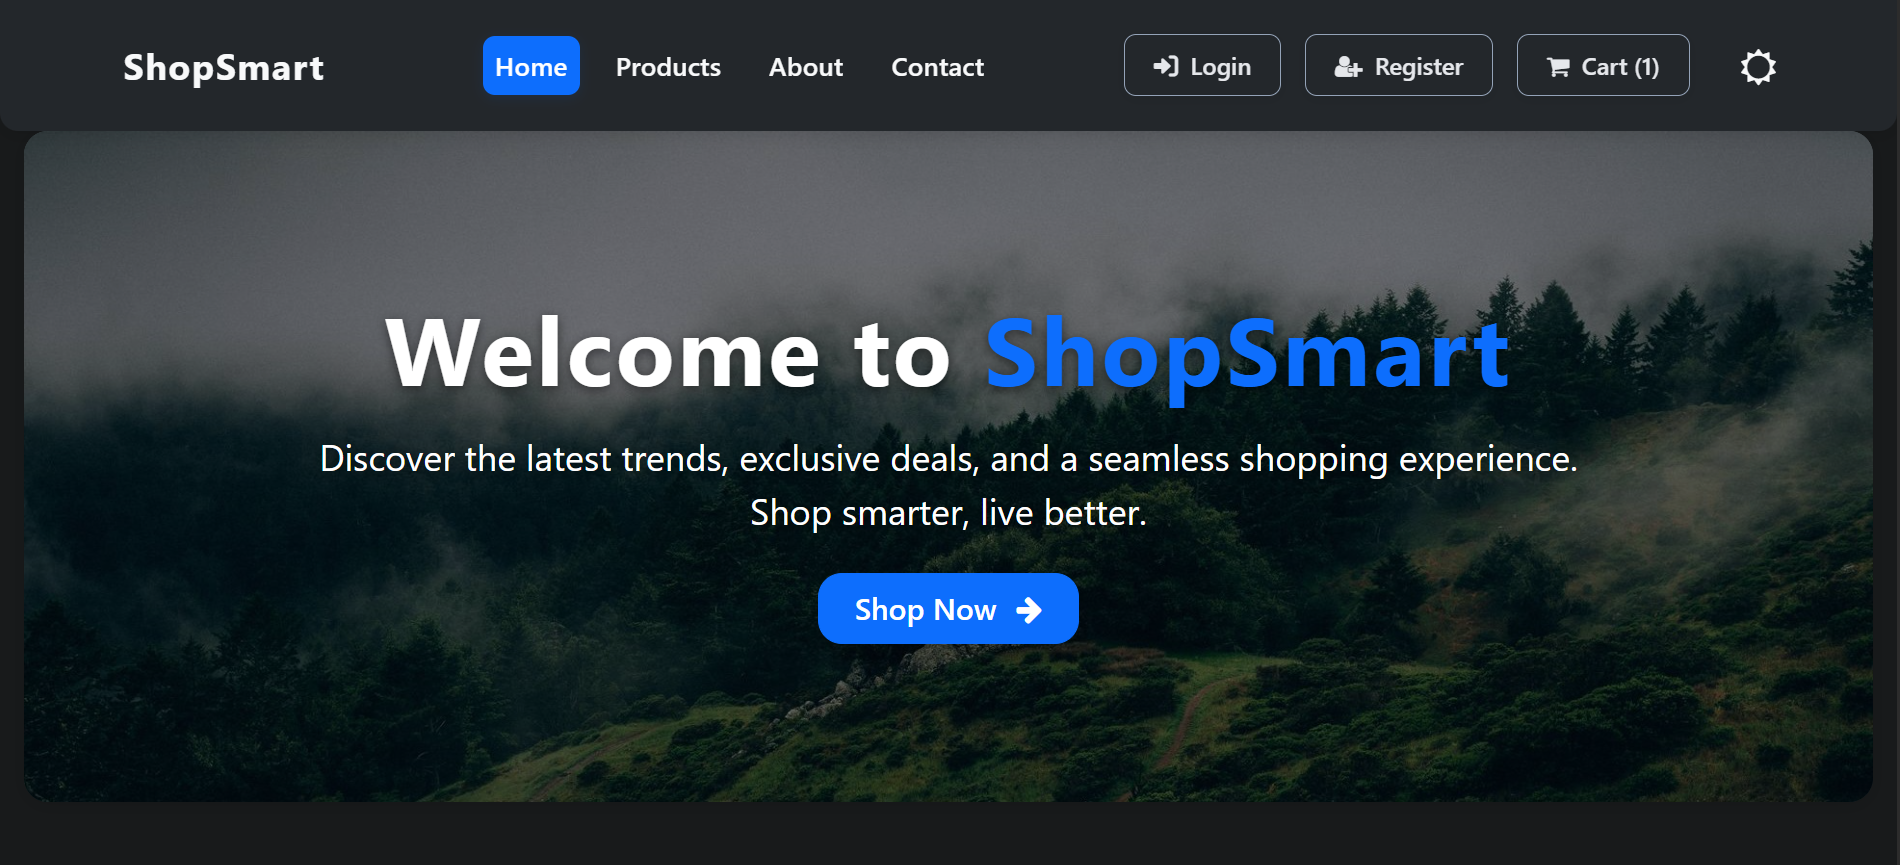 ShopSmart
Home
Products
About
Contact
Login
Register
Cart (1)
Welcome to ShopSmart
Discover the latest trends, exclusive deals, and a seamless shopping experience.
Shop smarter, live better.
Shop Now